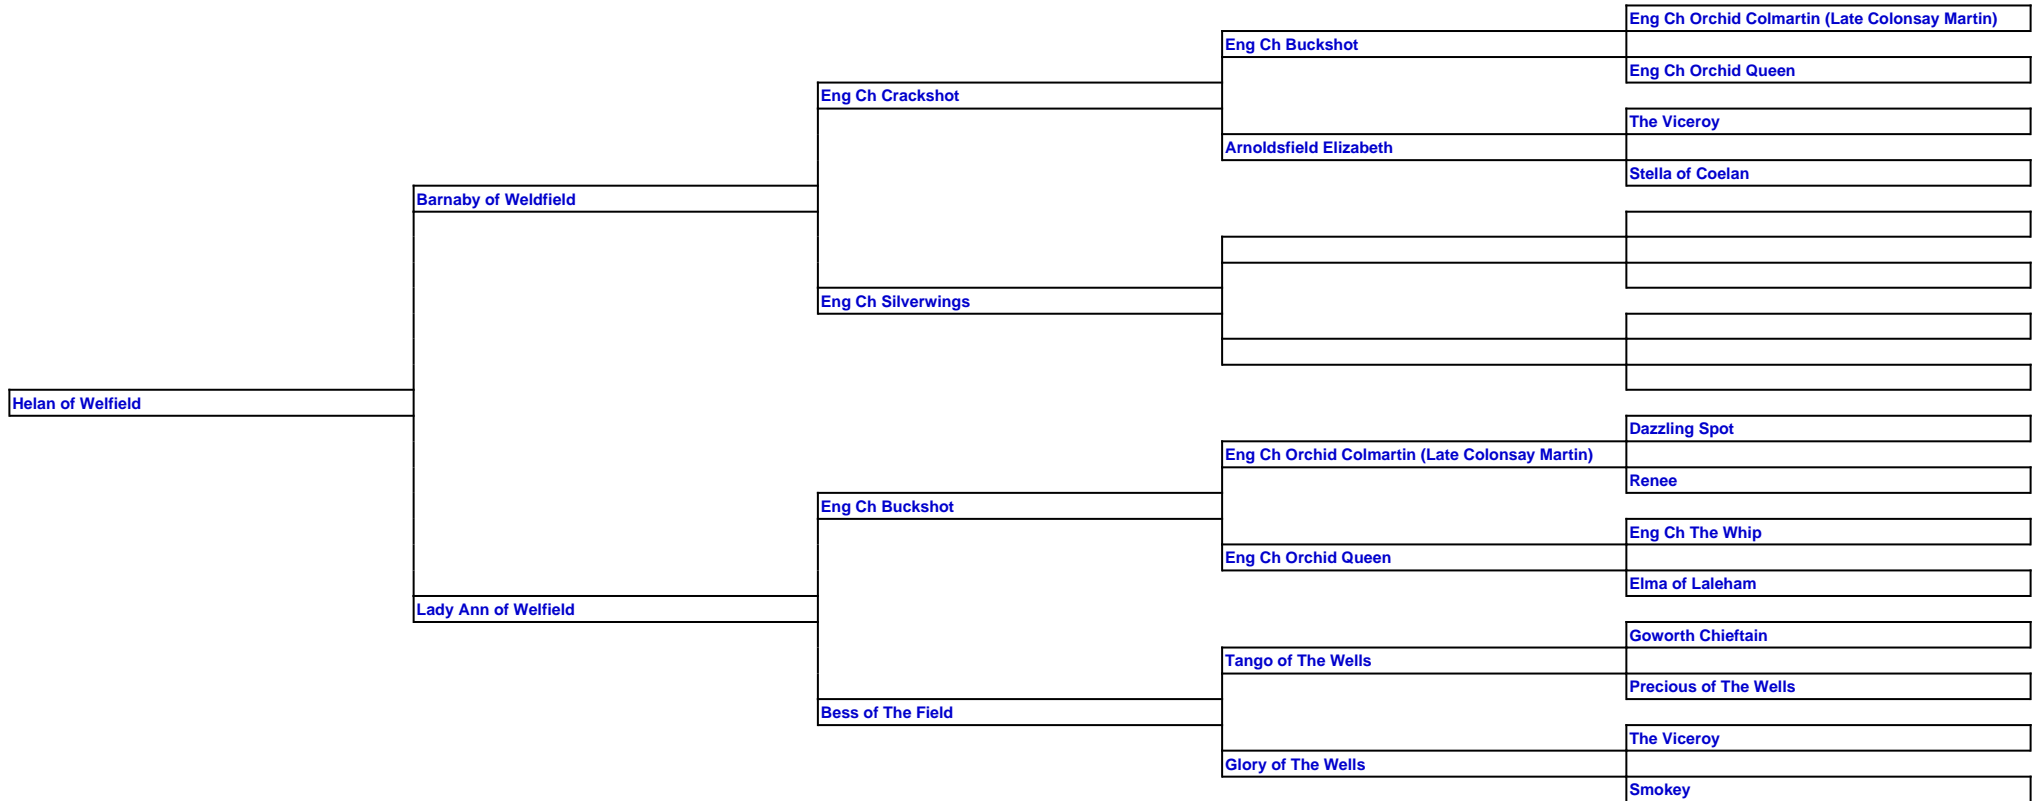 Eng Ch Orchid Colmartin (Late Colonsay Martin)
Eng Ch Buckshot
Eng Ch Orchid Queen
Eng Ch Crackshot
The Viceroy
Arnoldsfield Elizabeth
Stella of Coelan
Barnaby of Weldfield
Eng Ch Silverwings
Helan of Welfield
Dazzling Spot
Eng Ch Orchid Colmartin (Late Colonsay Martin)
Renee
Eng Ch Buckshot
Eng Ch The Whip
Eng Ch Orchid Queen
Elma of Laleham
Lady Ann of Welfield
Goworth Chieftain
Tango of The Wells
Precious of The Wells
Bess of The Field
The Viceroy
Glory of The Wells
Smokey